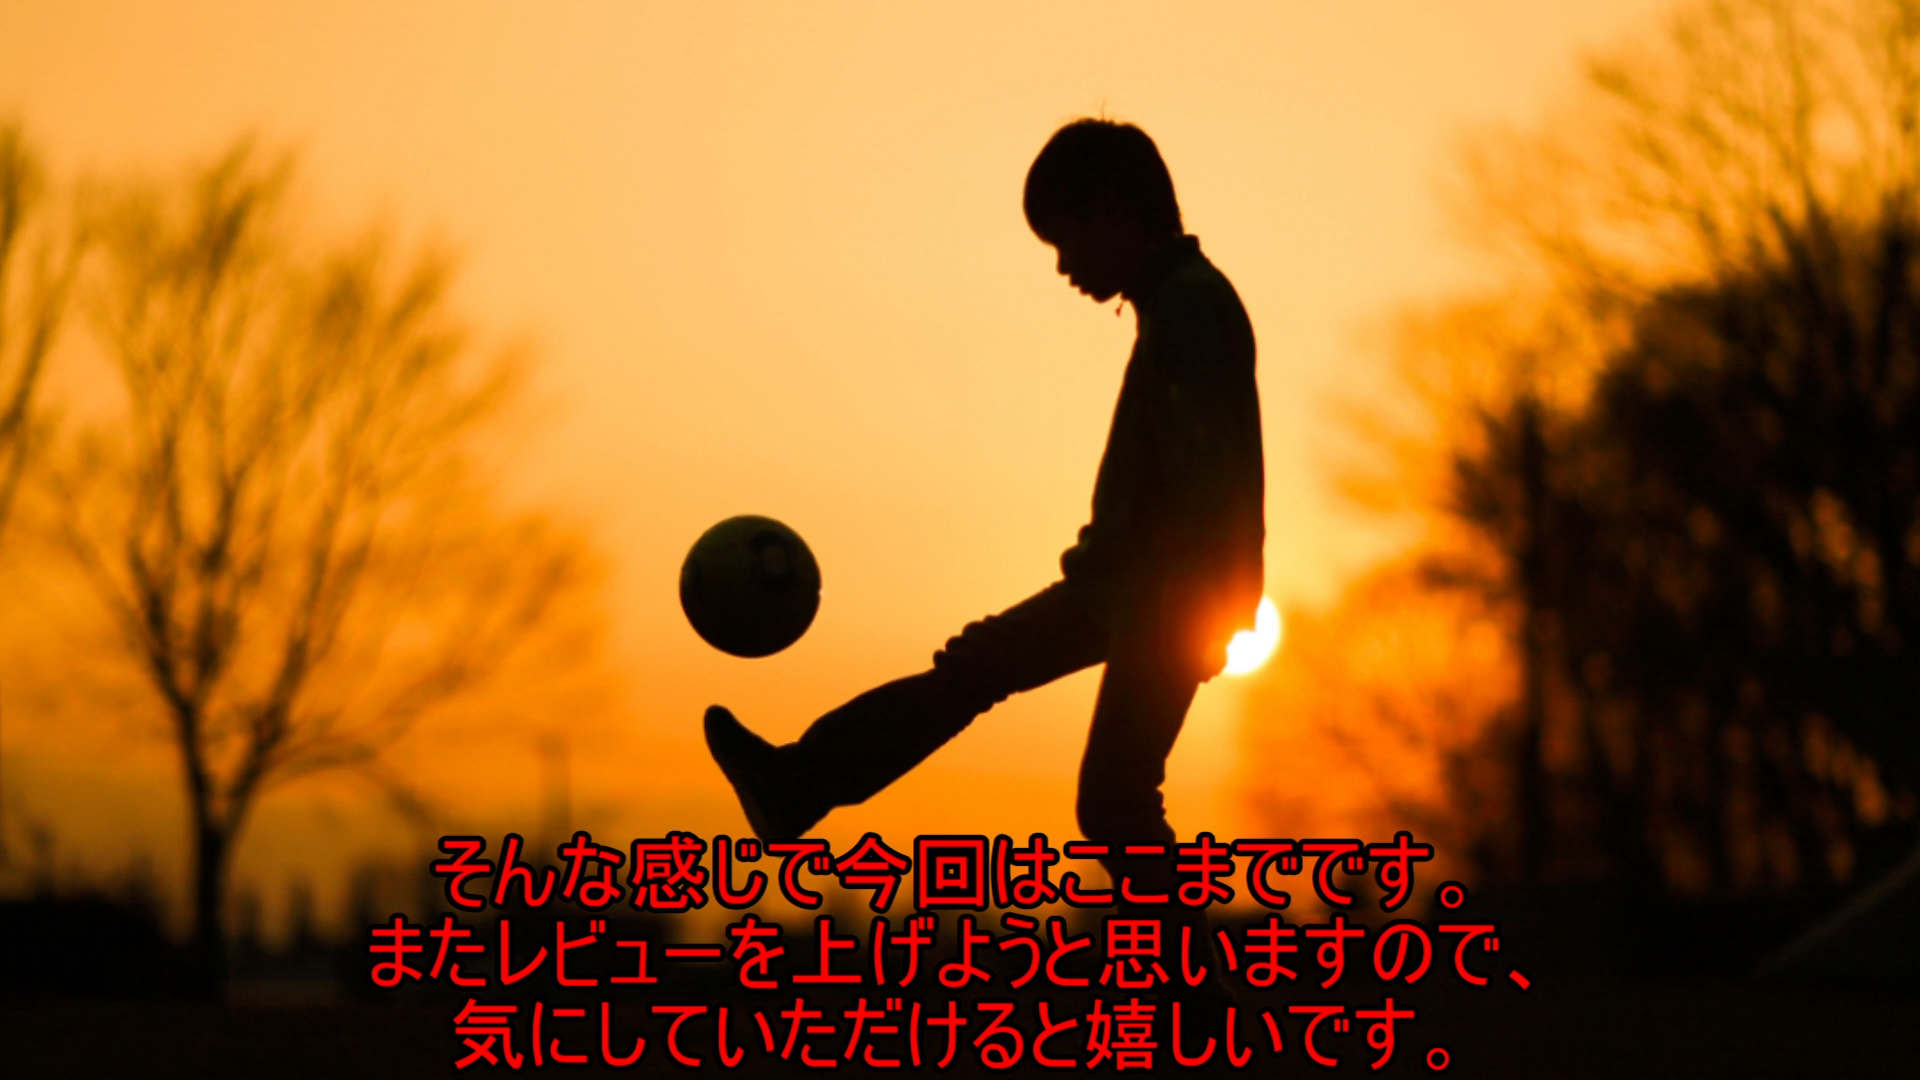 そんな感じで今回はここまでです。
またレビューを上げようと思いますので、
気にしていただけると嬉しいです。